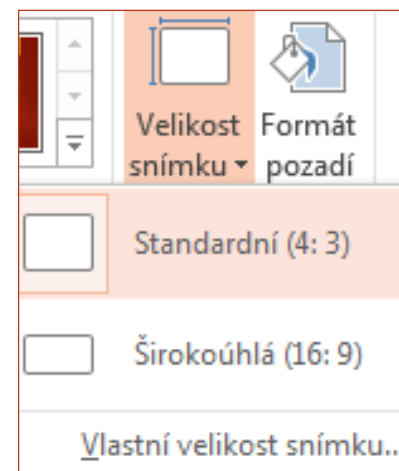 Velikost Formát
snímku pozadí
Standardní (4: 3)
Širokoúhlá (16: 9)
Vlastní velikost snímku..